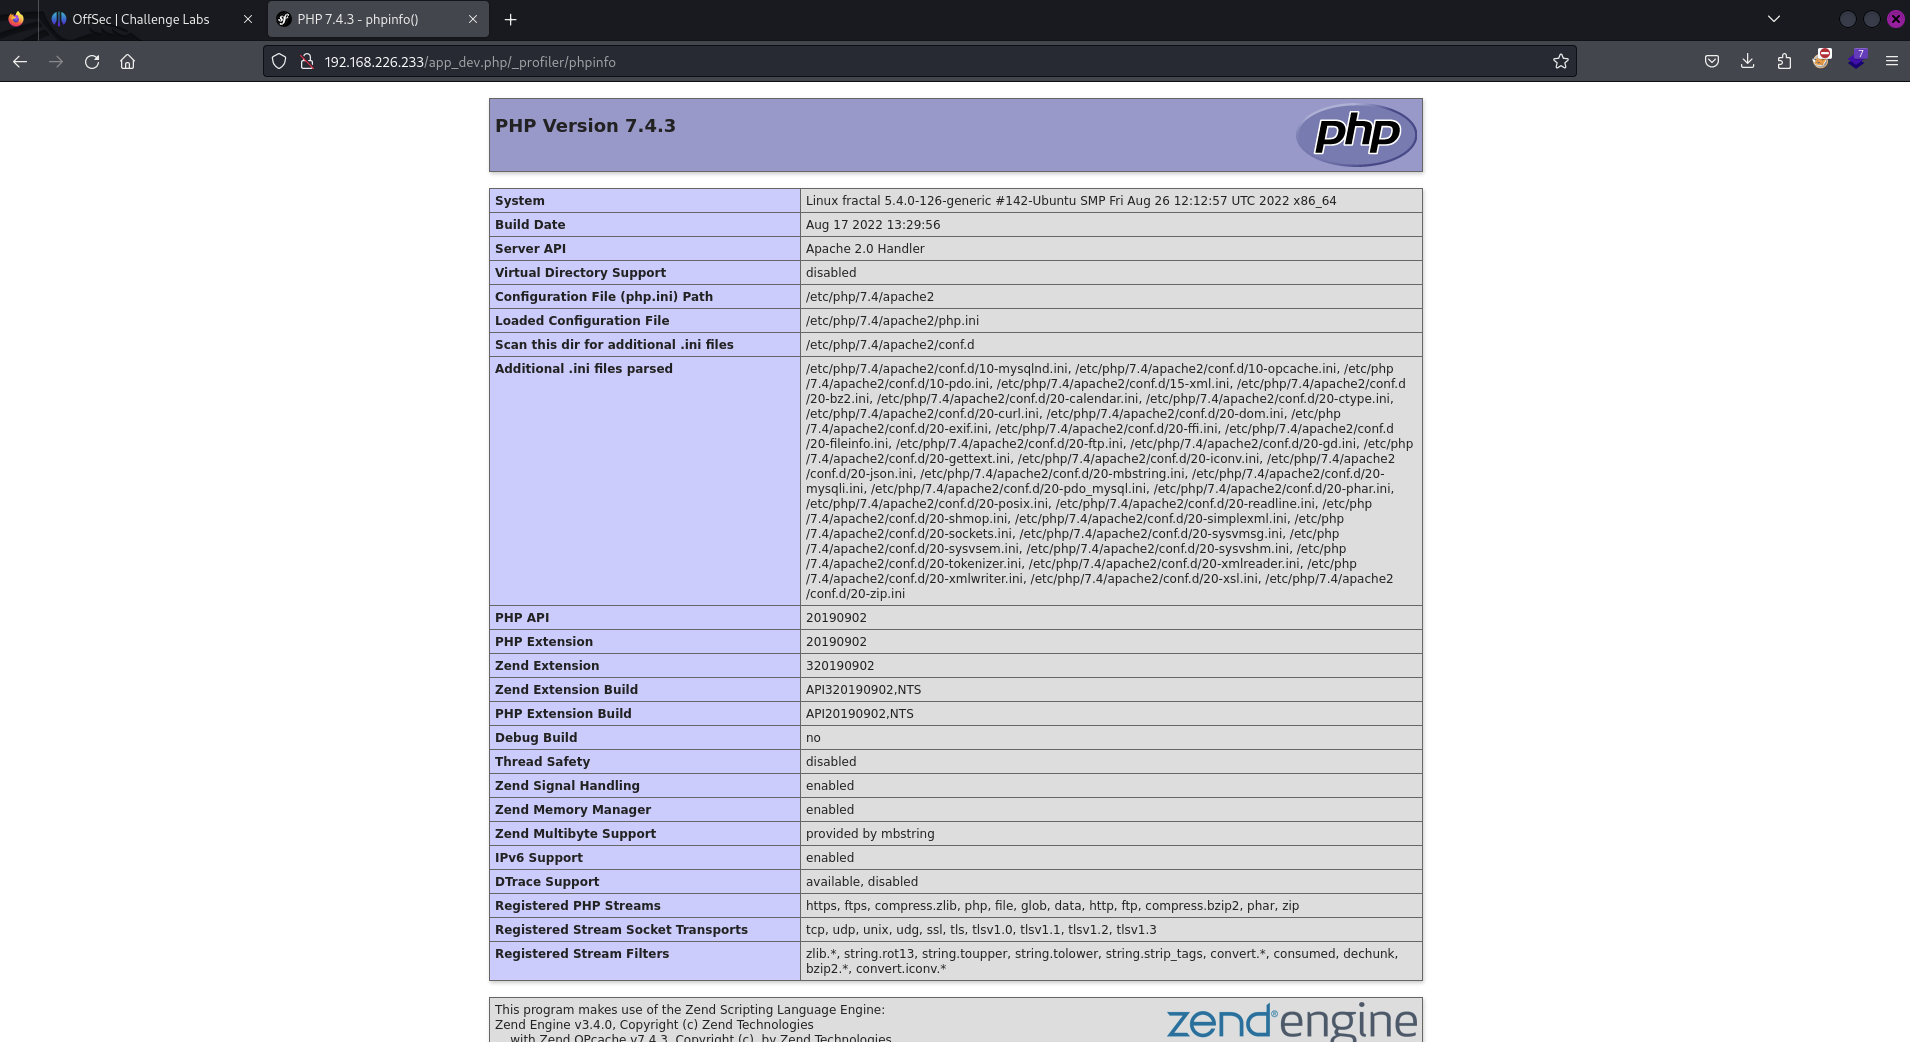 OffSec | Challenge Labs
PHP 7.4.3 - phpinfo()
192.168.226.233/app_dev.php/_profiler/phpinfo
7
PHP Version 7.4.3
php
System Linux fractal 5.4.0-126-generic #142-Ubuntu SMP Fri Aug 26 12:12:57 UTC 2022 x86_64
Build Date Aug 17 2022 13:29:56
Server API Apache 2.0 Handler
Virtual Directory Support disabled
Configuration File (php.ini) Path /etc/php/7.4/apache2
Loaded Configuration File /etc/php/7.4/apache2/php.ini
Scan this dir for additional .ini files /etc/php/7.4/apache2/conf.d
Additional .ini files parsed /etc/php/7.4/apache2/conf.d/10-mysqlnd.ini, /etc/php/7.4/apache2/conf.d/10-opcache.ini, /etc/php
/7.4/apache2/conf.d/10-pdo.ini, /etc/php/7.4/apache2/conf.d/15-xml.ini, /etc/php/7.4/apache2/conf.d
/20-bz2.ini, /etc/php/7.4/apache2/conf.d/20-calendar.ini, /etc/php/7.4/apache2/conf.d/20-ctype.ini,
/etc/php/7.4/apache2/conf.d/20-curl.ini, /etc/php/7.4/apache2/conf.d/20-dom.ini, /etc/php
/7.4/apache2/conf.d/20-exif.ini, /etc/php/7.4/apache2/conf.d/20-ffi.ini, /etc/php/7.4/apache2/conf.d
/20-fileinfo.ini, /etc/php/7.4/apache2/conf.d/20-ftp.ini, /etc/php/7.4/apache2/conf.d/20-gd.ini, /etc/php
/7.4/apache2/conf.d/20-gettext.ini, /etc/php/7.4/apache2/conf.d/20-iconv.ini, /etc/php/7.4/apache2
/conf.d/20-json.ini, /etc/php/7.4/apache2/conf.d/20-mbstring.ini, /etc/php/7.4/apache2/conf.d/20-
mysqli.ini, /etc/php/7.4/apache2/conf.d/20-pdo_mysql.ini, /etc/php/7.4/apache2/conf.d/20-phar.ini,
/etc/php/7.4/apache2/conf.d/20-posix.ini, /etc/php/7.4/apache2/conf.d/20-readline.ini, /etc/php
/7.4/apache2/conf.d/20-shmop.ini, /etc/php/7.4/apache2/conf.d/20-simplexml.ini, /etc/php
/7.4/apache2/conf.d/20-sockets.ini, /etc/php/7.4/apache2/conf.d/20-sysvmsg.ini, /etc/php
/7.4/apache2/conf.d/20-sysvsem.ini, /etc/php/7.4/apache2/conf.d/20-sysvshm.ini, /etc/php
/7.4/apache2/conf.d/20-tokenizer.ini, /etc/php/7.4/apache2/conf.d/20-xmlreader.ini, /etc/php
/7.4/apache2/conf.d/20-xmlwriter.ini, /etc/php/7.4/apache2/conf.d/20-xsl.ini, /etc/php/7.4/apache2
/conf.d/20-zip.ini
PHP API 20190902
PHP Extension 20190902
Zend Extension 320190902
Zend Extension Build API320190902,NTS
PHP Extension Build API20190902,NTS
Debug Build no
Thread Safety disabled
Zend Signal Handling enabled
Zend Memory Manager enabled
Zend Multibyte Support provided by mbstring
IPv6 Support enabled
DTrace Support available, disabled
Registered PHP Streams https, ftps, compress.zlib, php, file, glob, data, http, ftp, compress.bzip2, phar, zip
Registered Stream Socket Transports tcp, udp, unix, udg, ssl, tls, tlsv1.0, tlsv1.1, tlsv1.2, tlsv1.3
Registered Stream Filters zlib.*, string.rot13, string.toupper, string.tolower, string.strip_tags, convert.*, consumed, dechunk,
bzip2.*, convert.iconv.*
This program makes use of the Zend Scripting Language Engine:
Zend Engine v3.4.0, Copyright (c) Zend Technologies
with Zend OPcache v7.4.3, Copyright (c), by Zend Technologies
zend® engine